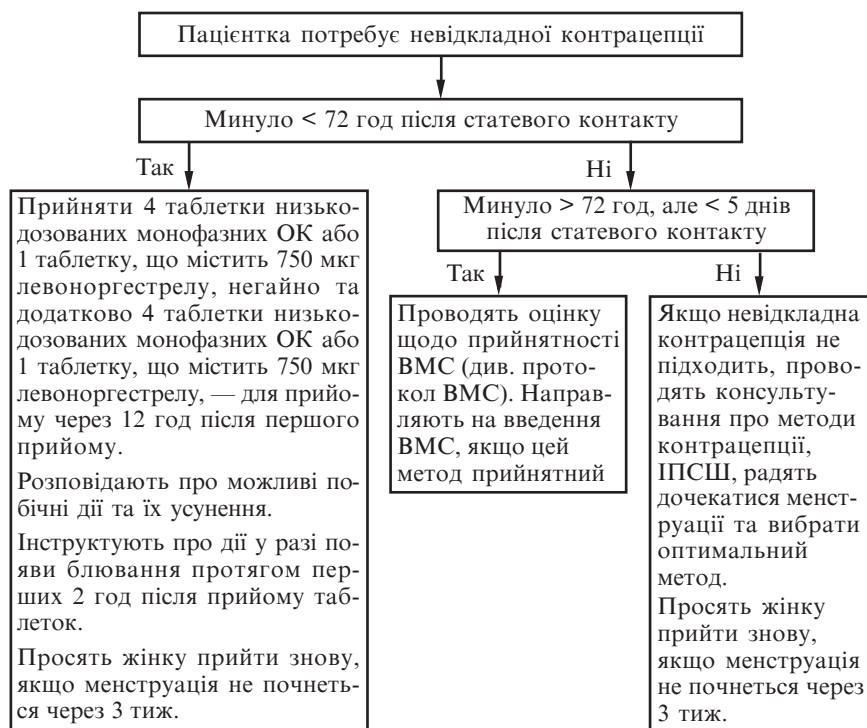 Пацієнтка потребує невідкладної контрацепції
Минуло < 72 год після статевого контакту
Так
Ні
Прийняти 4 таблетки низько-
дозованих монофазних ОК або
1 таблетку, що містить 750 мкг
левоноргестрелу, негайно та
додатково 4 таблетки низько-
дозованих монофазних ОК або
1 таблетку, що містить 750 мкг
левоноргестрелу, — для прийо-
му через 12 год після першого
прийому.
Розповідають про можливі по-
бічні дії та їх усунення.
Інструктують про дії у разі по-
яви блювання протягом пер-
ших 2 год після прийому таб-
леток.
Просять жінку прийти знову,
якщо менструація не почнеть-
ся через 3 тиж.
Минуло > 72 год, але < 5 днів
після статевого контакту
Так
Ні
Проводять оцінку
щодо прийнятності
ВМС (див. прото-
кол ВМС). Направ-
ляють на введення
ВМС, якщо цей
метод прийнятний
Якщо невідкладна
контрацепція не
підходить, прово-
дять консульту-
вання про методи
контрацепції,
ІПСШ, радять
дочекатися менст-
руації та вибрати
оптимальний
метод.
Просять жінку
прийти знову,
якщо менструація
не почнеться через
3 тиж.